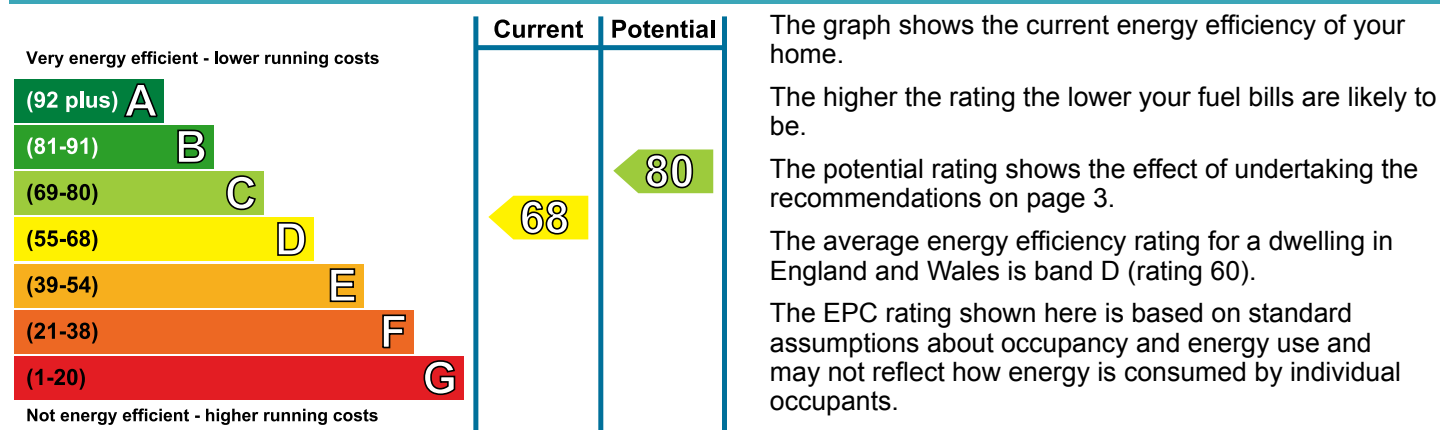 Current Potential
Very energy efficient - lower running costs
(92 plus) A
(81-91) B
(69-80) C
(55-68) D
(39-54) E
(21-38) F
(1-20) G
Not energy efficient - higher running costs
68
80
The graph shows the current energy efficiency of your
home.
The higher the rating the lower your fuel bills are likely to
be.
The potential rating shows the effect of undertaking the
recommendations on page 3.
The average energy efficiency rating for a dwelling in
England and Wales is band D (rating 60).
The EPC rating shown here is based on standard
assumptions about occupancy and energy use and
may not reflect how energy is consumed by individual
occupants.